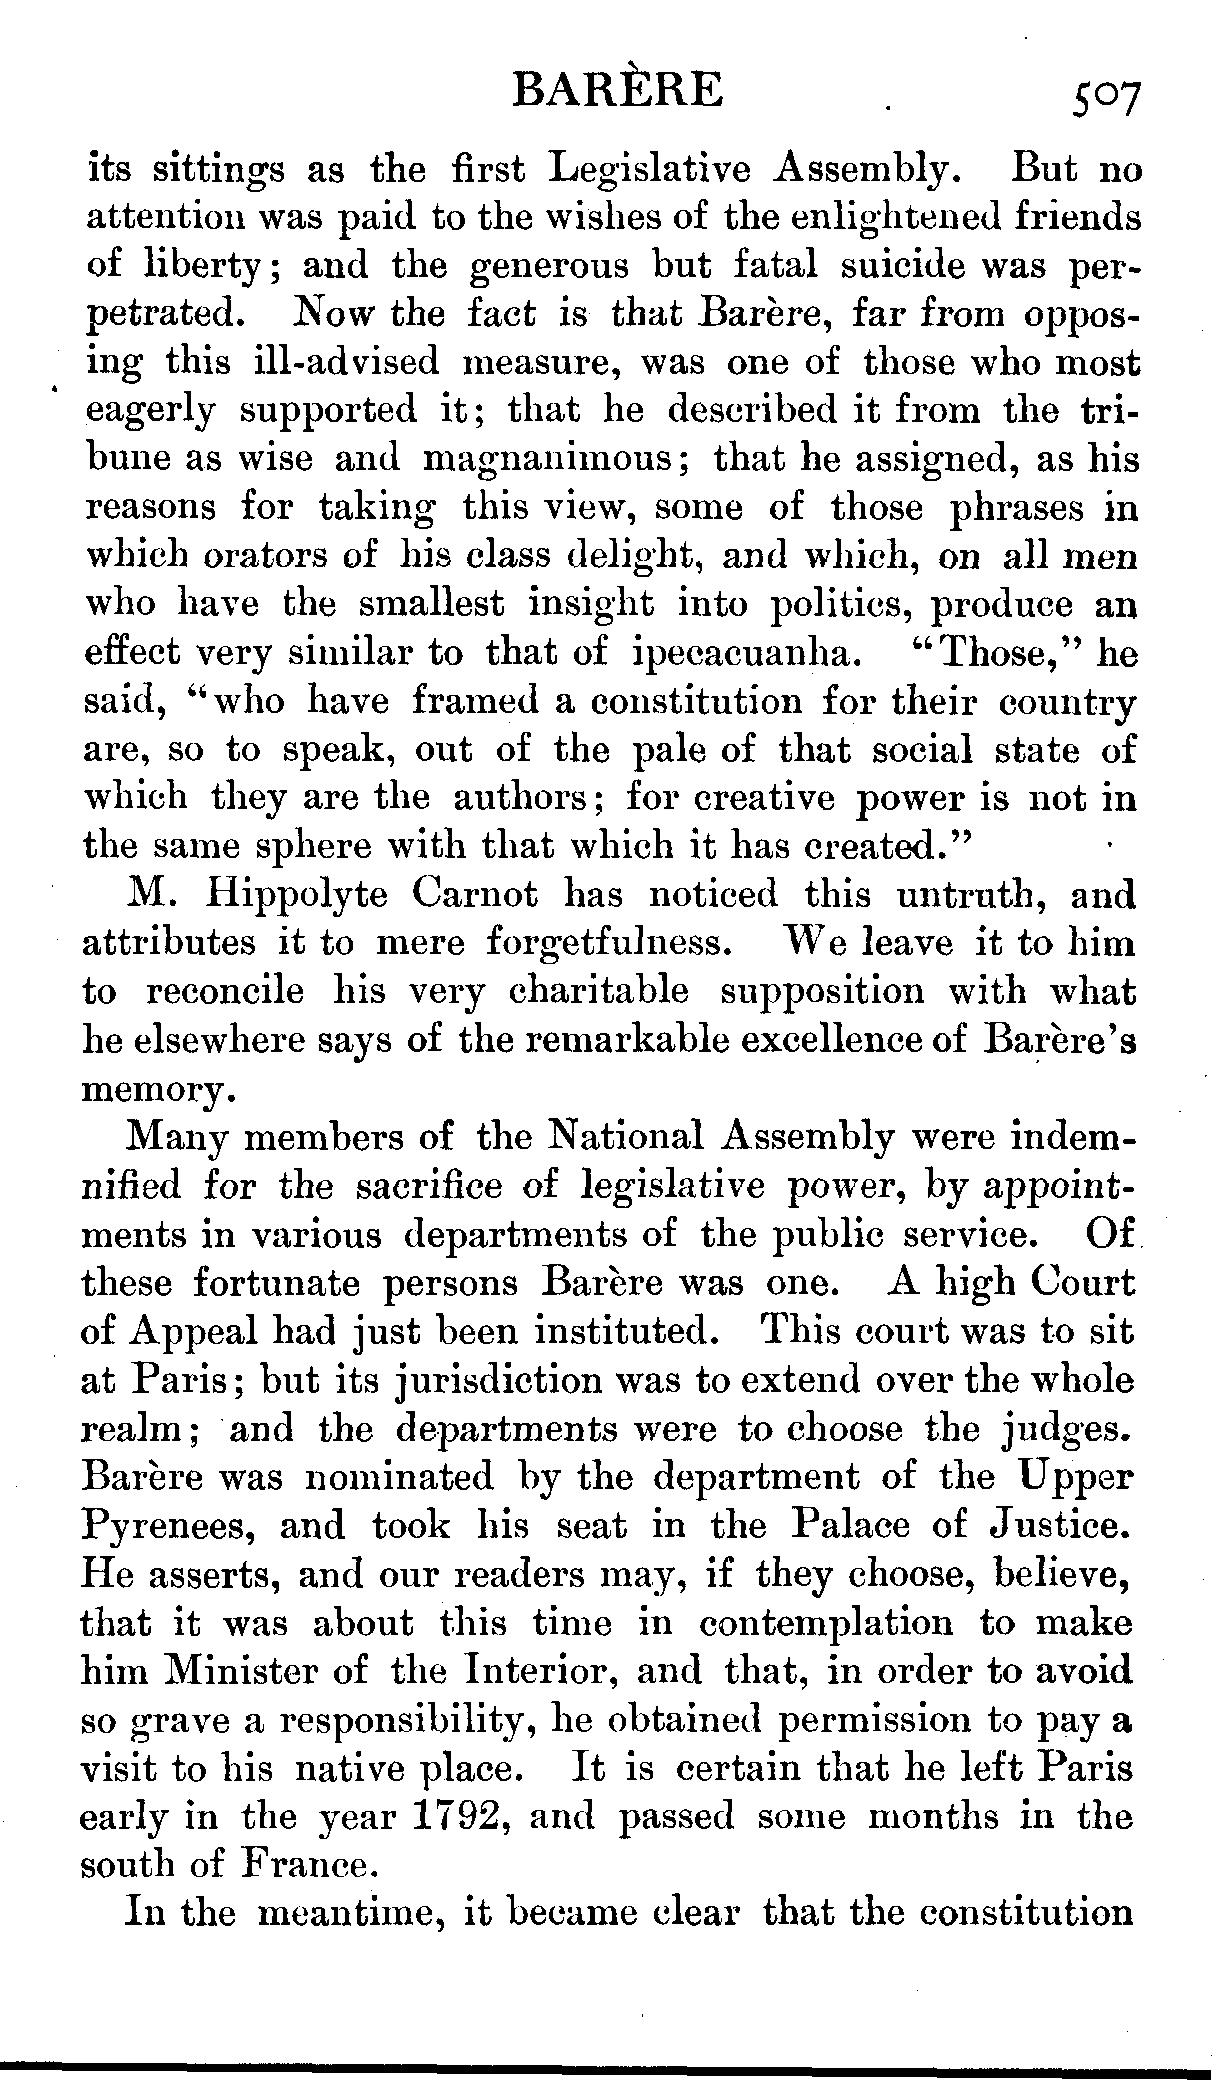 BARÈRE 507
its sittings as the first Legislative Assembly. But no
attention was paid to the wishes of the enlightened friends
of liberty; and the generous but fatal suicide was per-
petrated. Now the fact is that Barère, far from oppos-
ing this ill-advised measure, was one of those who most
eagerly supported it; that he described it from the tri-
bune as wise and magnanimous; that he assigned, as his
reasons for taking this view, some of those phrases in
which orators of his class delight, and which, on all men
who have the smallest insight into politics, produce an
effect very similar to that of ipecacuanha. "Those," he
said, "who have framed a constitution for their country
are, so to speak, out of the pale of that social state of
which they are the authors; for creative power is not in
the same sphere with that which it has created."
M. Hippolyte Carnot has noticed this untruth, and
attributes it to mere forgetfulness. We leave it to him
to reconcile his very charitable supposition with what
he elsewhere says of the remarkable excellence of Barère's
memory.
Many members of the National Assembly were indem-
nified for the sacrifice of legislative power, by appoint-
ments in various departments of the public service. Of
these fortunate persons Barère was one. A high Court
of Appeal had just been instituted. This court was to sit
at Paris; but its jurisdiction was to extend over the whole
realm; and the departments were to choose the judges.
Barère was nominated by the department of the Upper
Pyrenees, and took his seat in the Palace of Justice.
He asserts, and our readers may, if they choose, believe,
that it was about this time in contemplation to make
him Minister of the Interior, and that, in order to avoid
so grave a responsibility, he obtained permission to pay a
visit to his native place. It is certain that he left Paris
early in the year 1792, and passed some months in the
south of France.
In the meantime, it became clear that the constitution